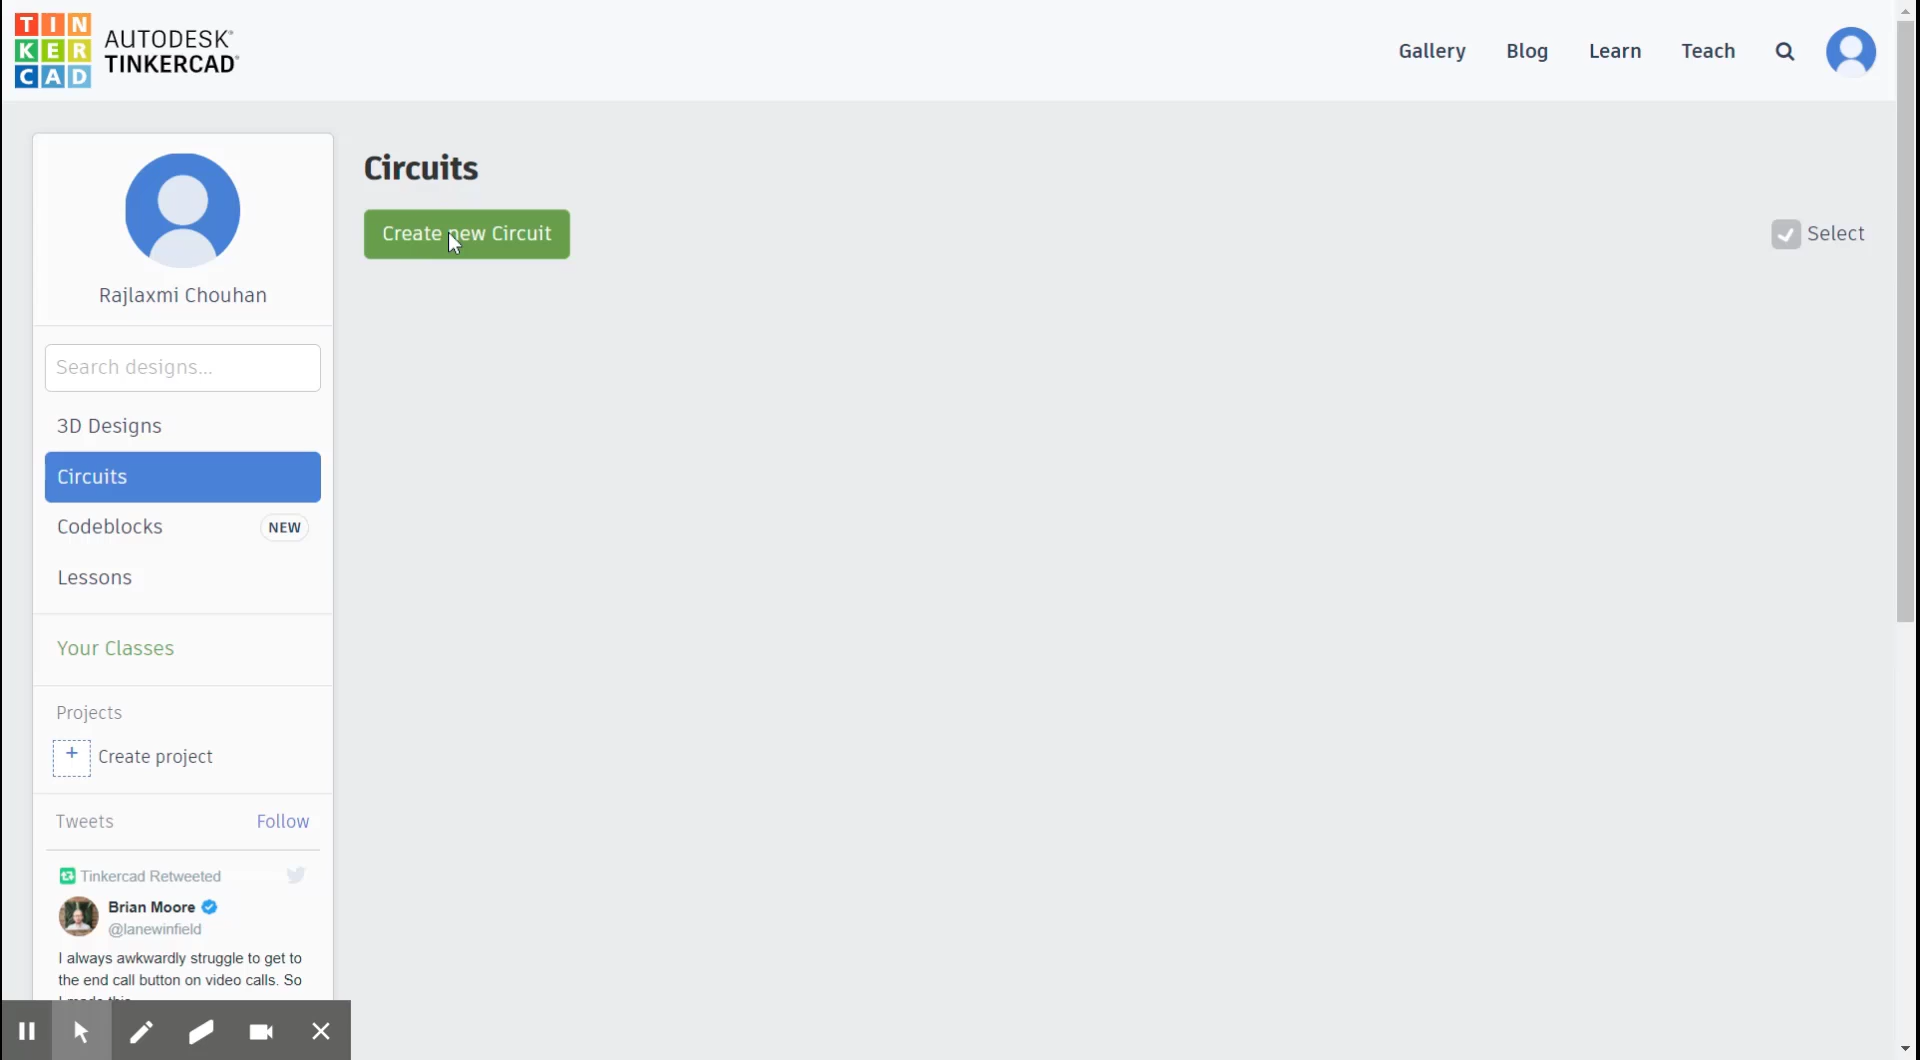 TIN
KER
CAD
AUTODESK®
TINKERCAD®
Gallery
Blog
Learn
Teach
Rajlaxmi Chouhan
Search designs...
3D Designs
Circuits
Codeblocks NEW
Lessons
Your Classes
Projects
+ Create project
Tweets Follow
Tinkercad Retweeted
Brian Moore
@lanewinfield
I always awkwardly struggle to get to
the end call button on video calls. So
I made this
Circuits
Create new Circuit
Select